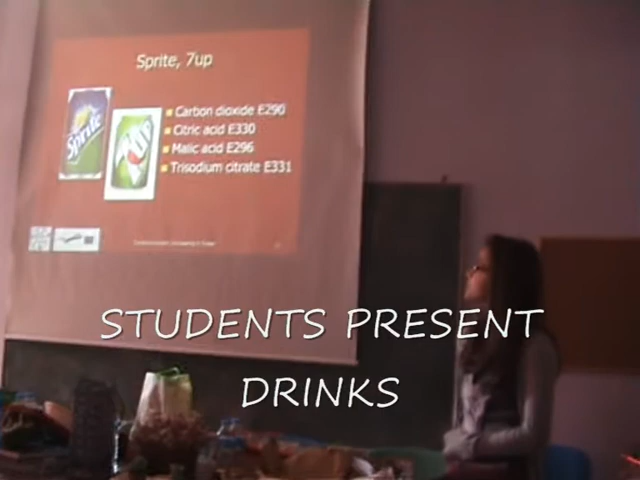 Sprite, 7up
Sprite
7UP
Carbon dioxide E290
Citric acid E330
Malic acid E296
Trisodium citrate E331
STUDENTS PRESENT
DRINKS